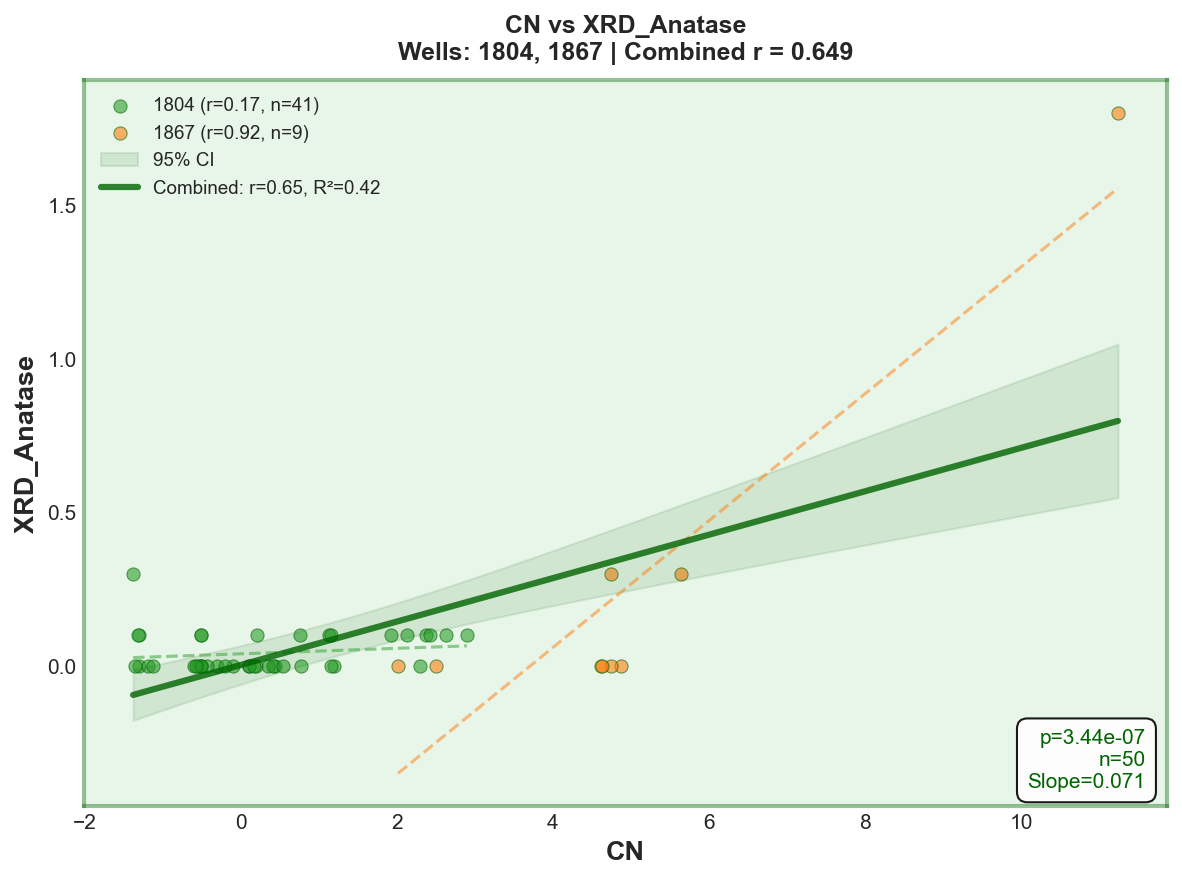 CN vs XRD_Anatase
Wells: 1804, 1867 | Combined r = 0.649
1804 (r=0.17, n=41)
1867 (r=0.92, n=9)
95% CI
Combined: r=0.65, R²=0.42
1.5
1.0
0.5
0.0
XRD_Anatase
p=3.44e-07
n=50
Slope=0.071
−2
0
2
4
6
8
10
CN